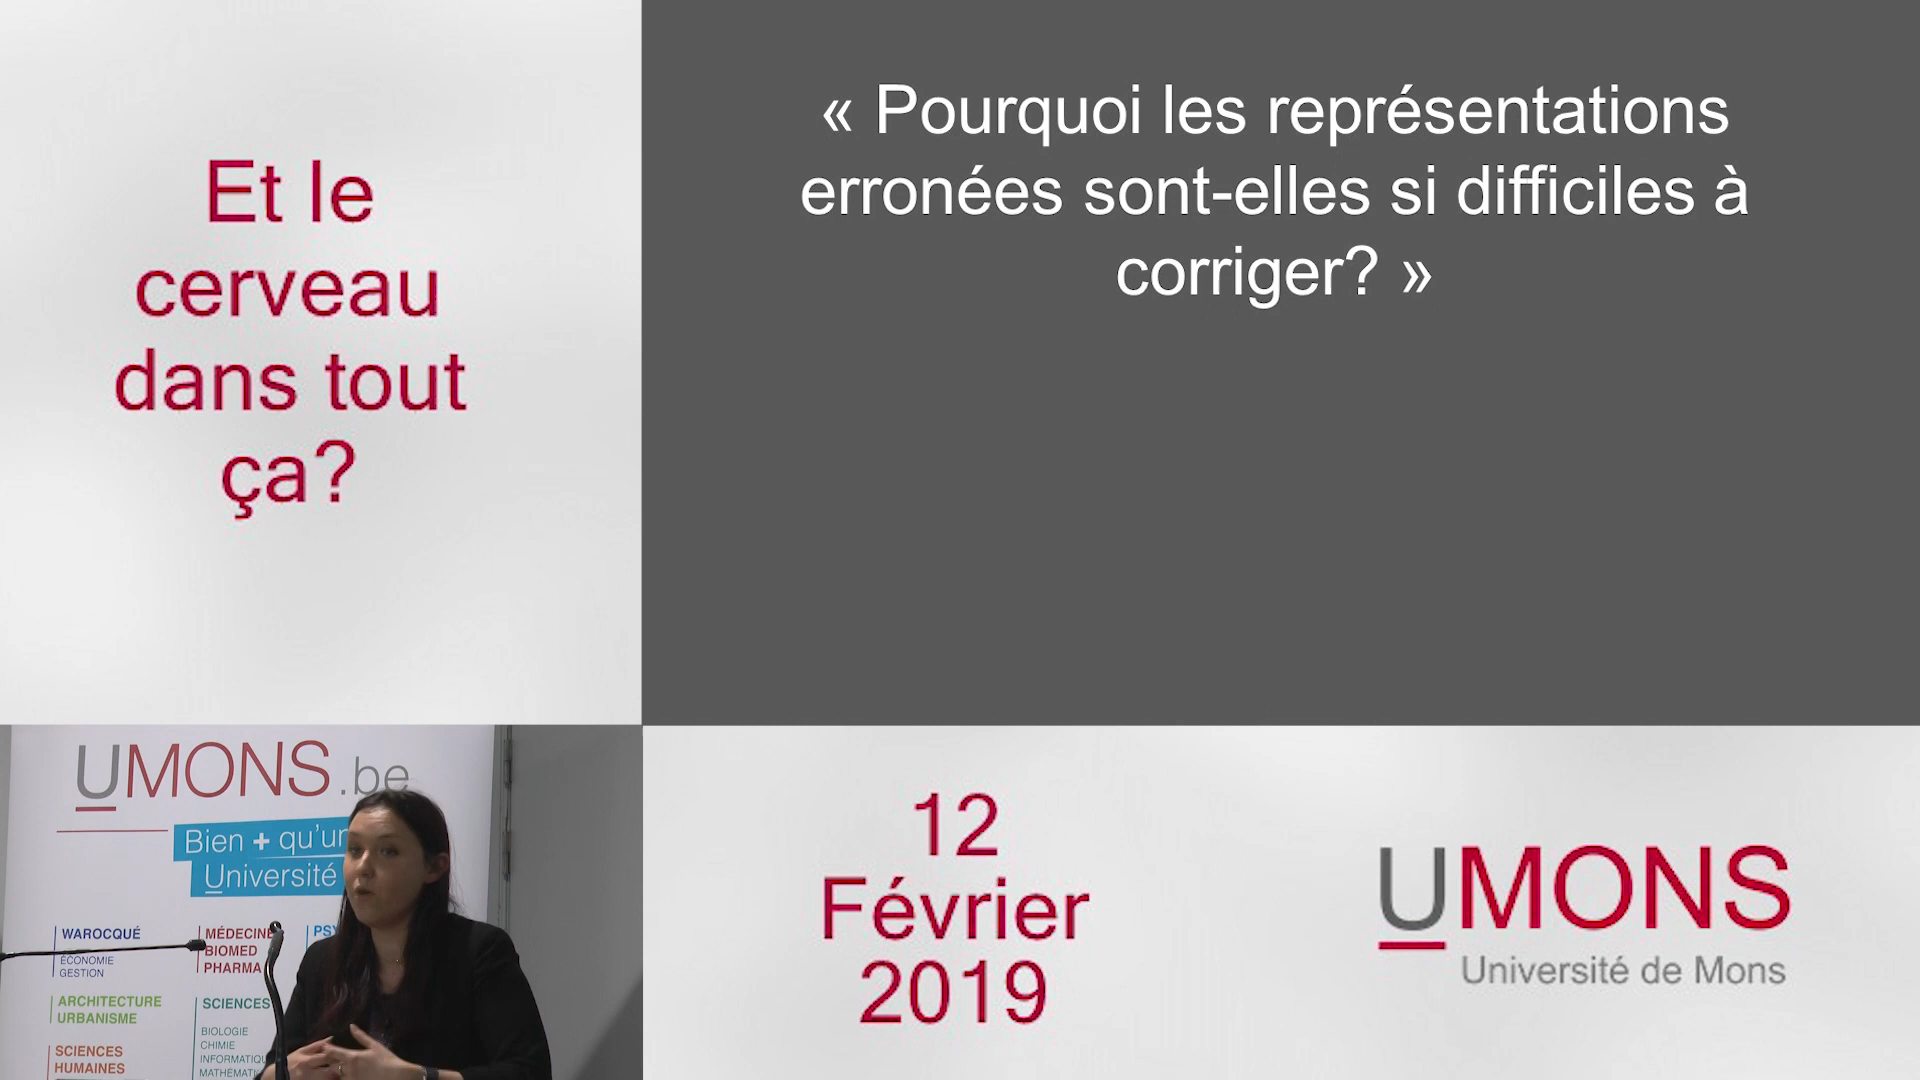 Et le
cerveau
dans tout
ça?
« Pourquoi les représentations
erronées sont-elles si difficiles à
corriger? »
UMONS.be
Bien + qu'un
Université
WAROCQUÉ
ÉCONOMIE
GESTION
ARCHITECTURE
URBANISME
SCIENCES
HUMAINES
MÉDECINE
BIOMED
PHARMA
SCIENCES
BIOLOGIE
CHIMIE
12
Février
2019
UMONS
Université de Mons